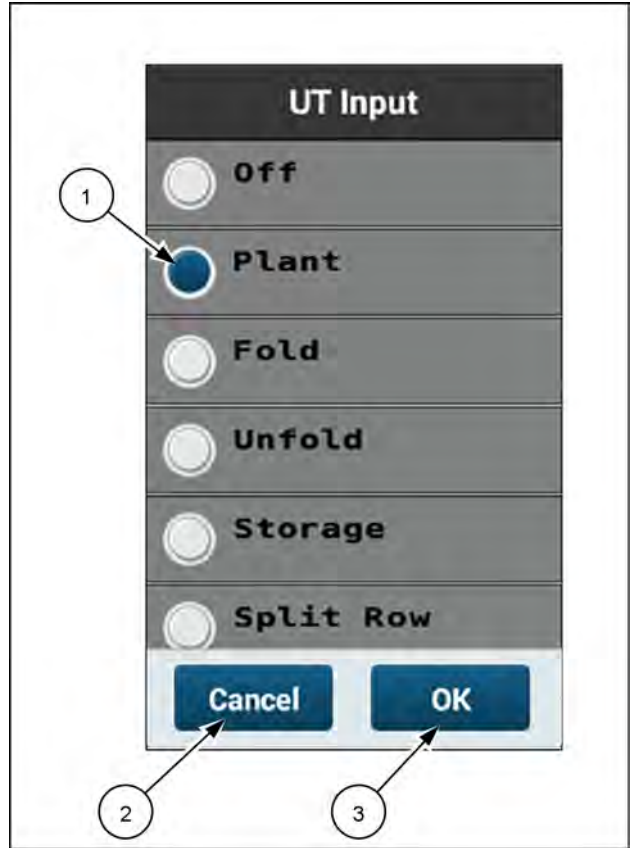 UT Input
Off
1
Plant
Fold
Unfold
Storage
Split Row
Cancel OK
2 3